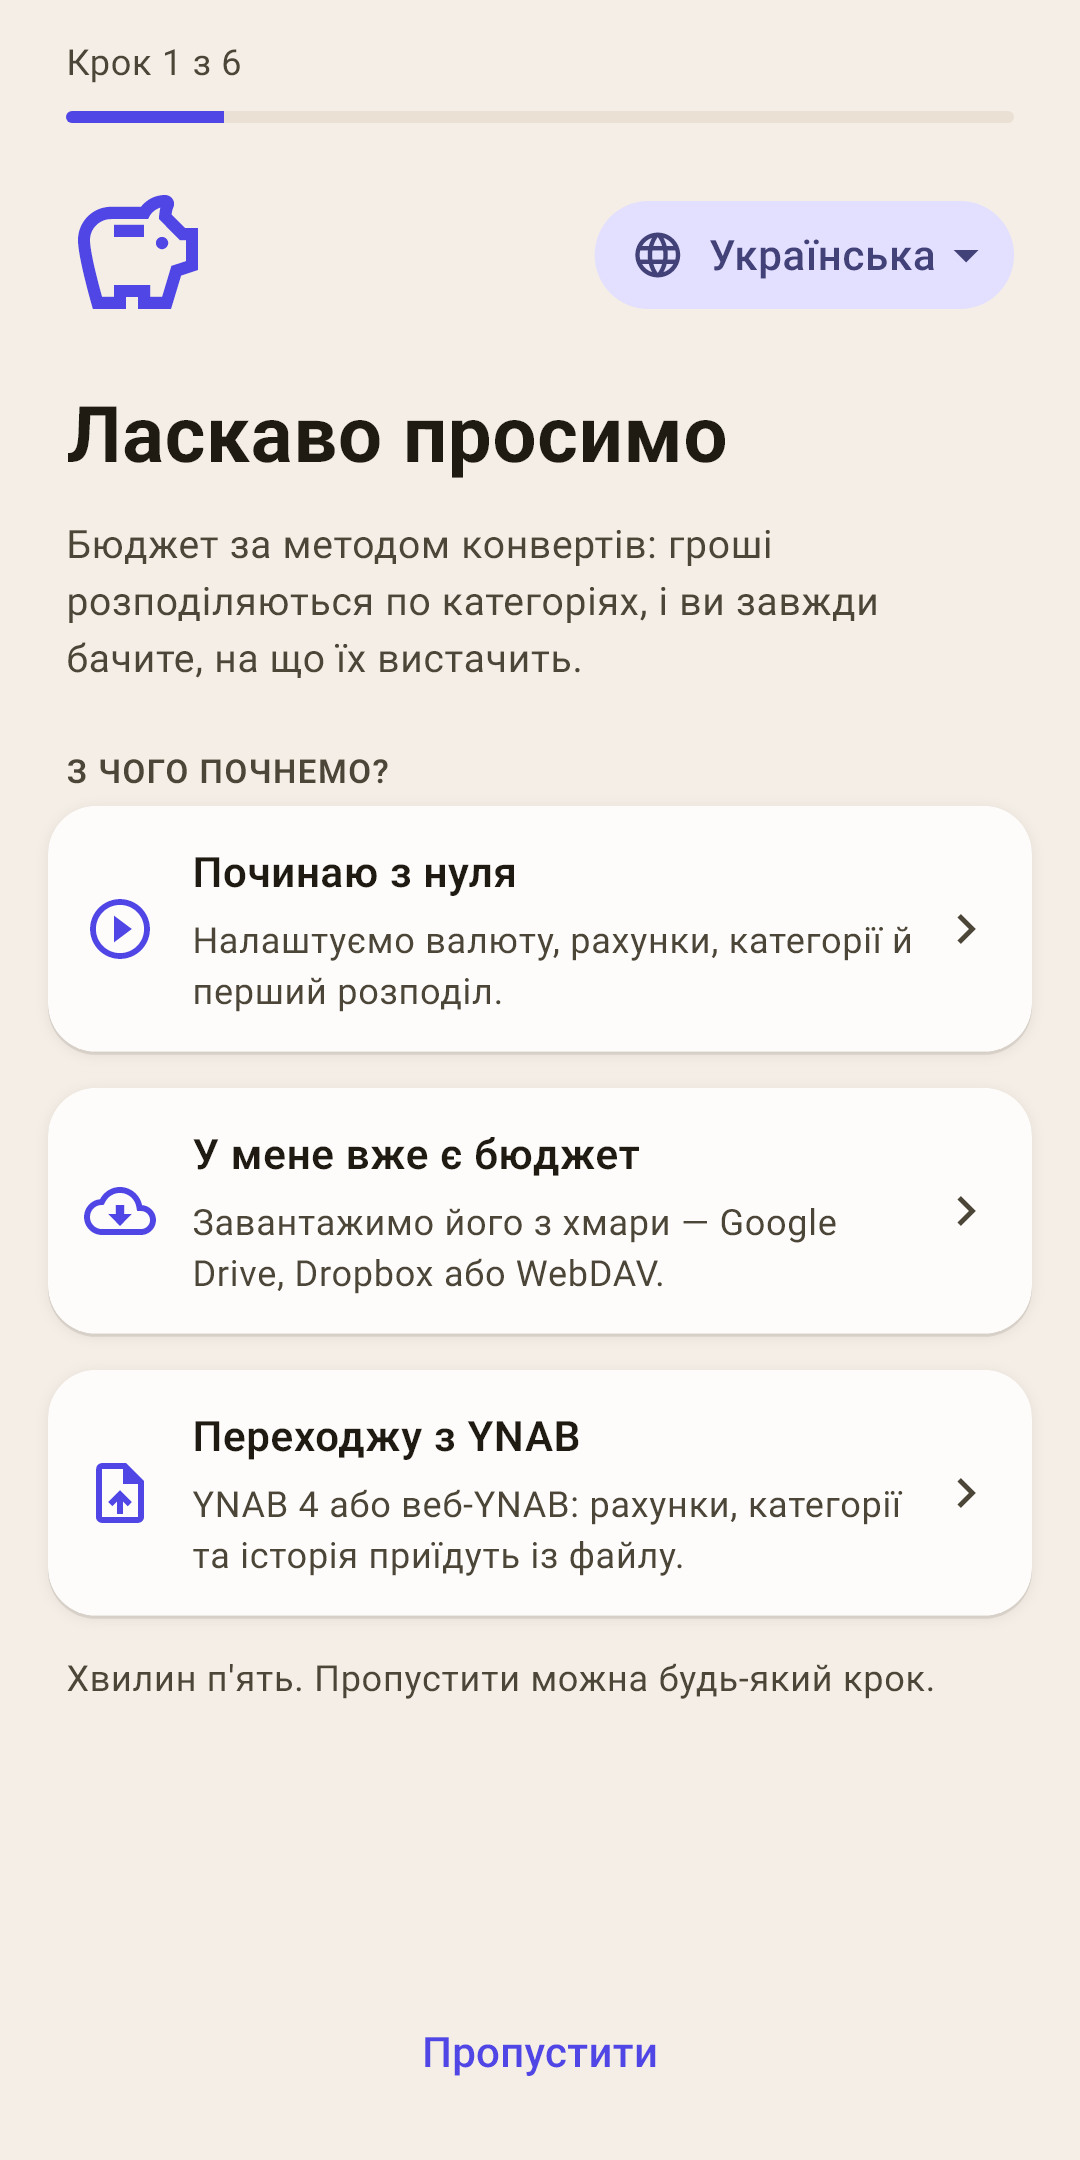 Крок 1 з 6
Українська
Ласкаво просимо
Бюджет за методом конвертів: гроші
розподіляються по категоріях, і ви завжди
бачите, на що їх вистачить.
З ЧОГО ПОЧНЕМО?
Починаю з нуля
Налаштуємо валюту, рахунки, категорії й
перший розподіл.
У мене вже є бюджет
Завантажимо його з хмари — Google
Drive, Dropbox або WebDAV.
Переходжу з YNAB
YNAB 4 або веб-YNAB: рахунки, категорії
та історія приїдуть із файлу.
Хвилин п'ять. Пропустити можна будь-який крок.
Пропустити